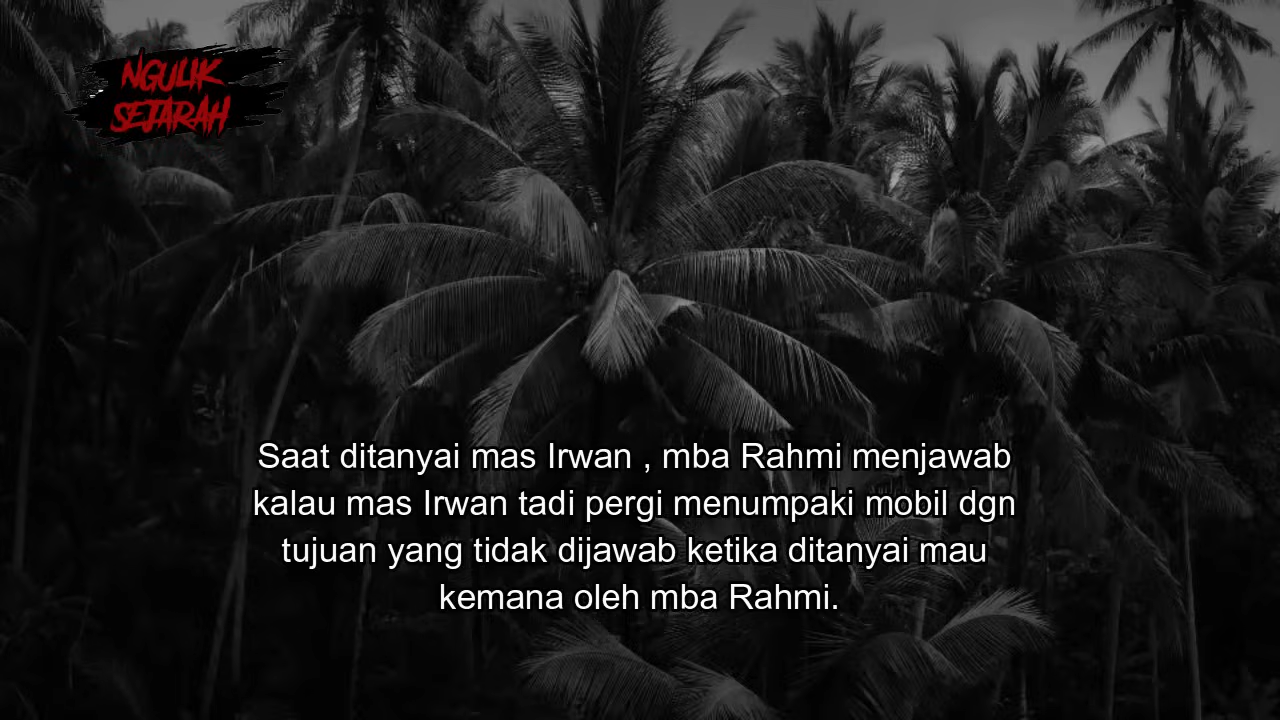 NGULIK
SEJARAH
Saat ditanyai mas Irwan , mba Rahmi menjawab
kalau mas Irwan tadi pergi menumpaki mobil dgn
tujuan yang tidak dijawab ketika ditanyai mau
kemana oleh mba Rahmi.